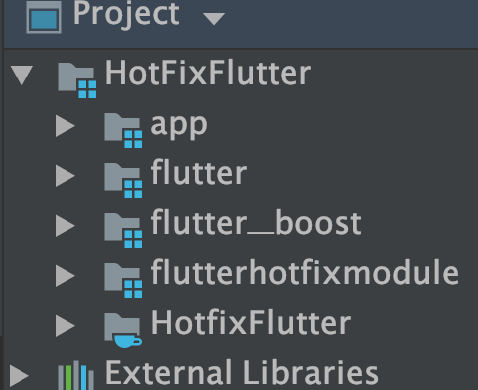 Project
HotFixFlutter
app
flutter
flutter_boost
flutterhotfixmodule
HotfixFlutter
External Libraries